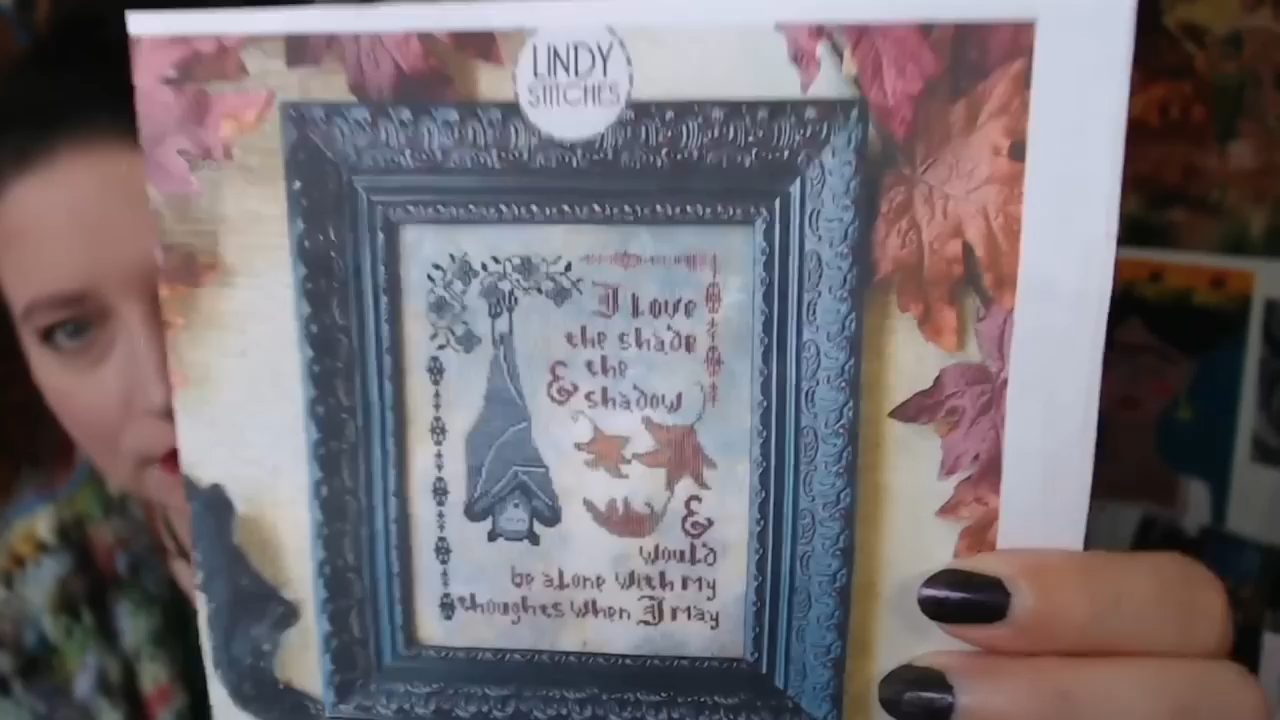 LINDY
STITCHES
I love
the shade
the
& shadow
&
would
be alone with my
thoughts when I may